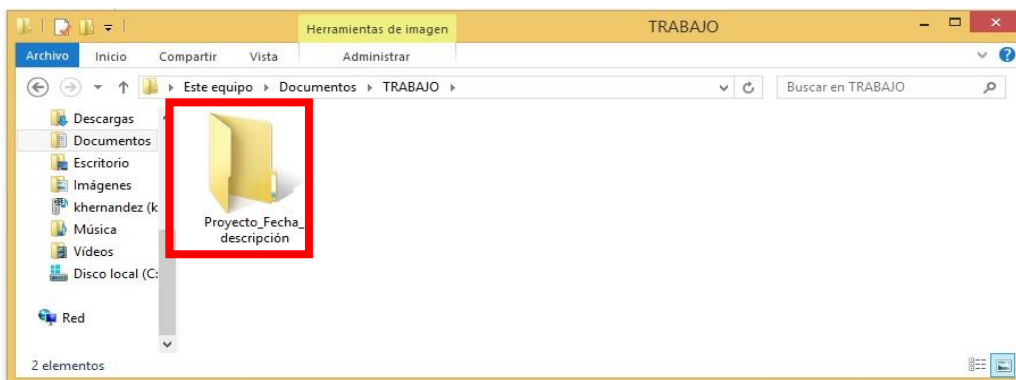 Herramientas de imagen
TRABAJO
Archivo Inicio Compartir Vista Administrar
Este equipo Documentos TRABAJO
Buscar en TRABAJO
Descargas
Documentos
Escritorio
Imágenes
khernandez (k
Música
Vídeos
Disco local (C:
Red
Proyecto_Fecha_
descripción
2 elementos